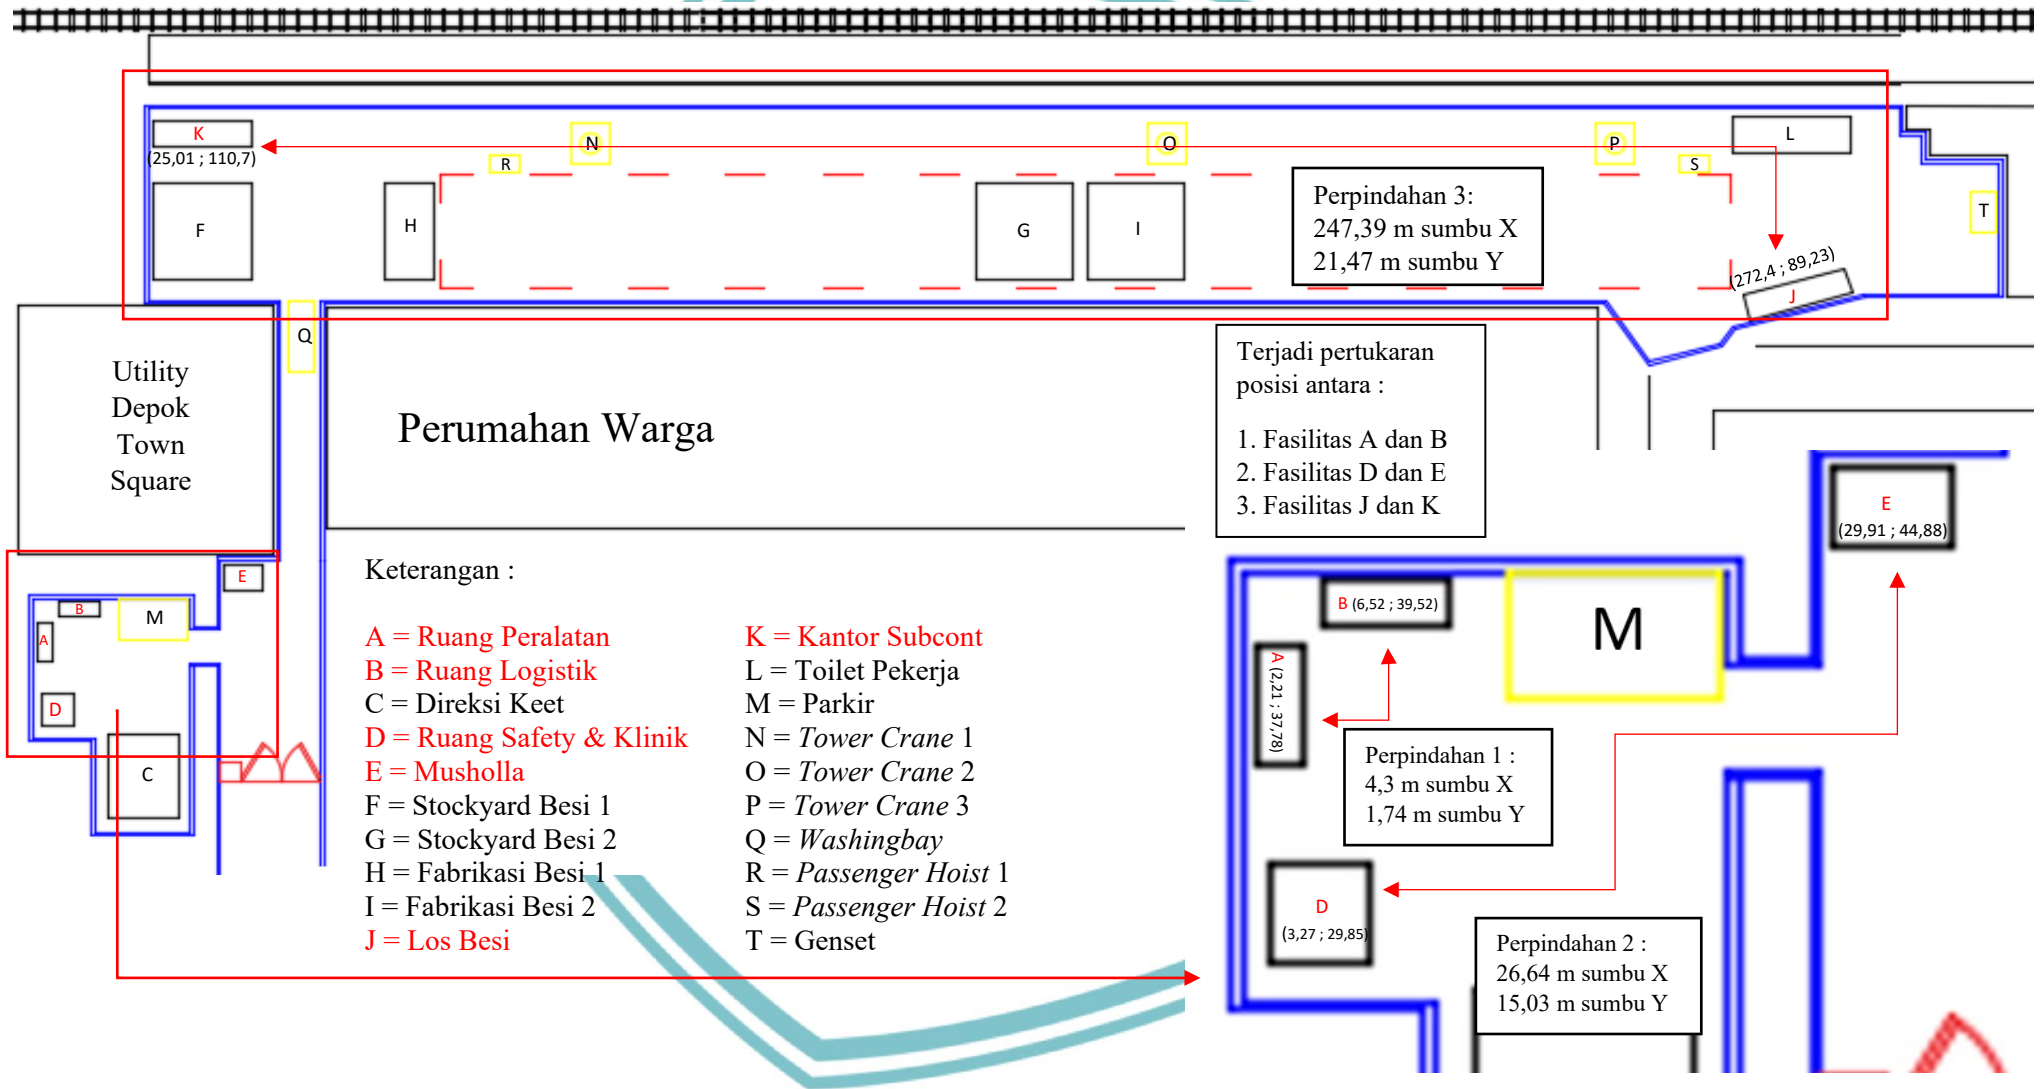 K
(25,01 ; 110,7)
N
O
P
L
R
S
F
H
G
I
T
Perpindahan 3:
247,39 m sumbu X
21,47 m sumbu Y
(272,4 ; 89,23)
J
Q
Utility
Depok
Town
Square
Perumahan Warga
Terjadi pertukaran
posisi antara :
1. Fasilitas A dan B
2. Fasilitas D dan E
3. Fasilitas J dan K
E
B
M
A
D
C
Keterangan :
A = Ruang Peralatan
B = Ruang Logistik
C = Direksi Keet
D = Ruang Safety & Klinik
E = Musholla
F = Stockyard Besi 1
G = Stockyard Besi 2
H = Fabrikasi Besi 1
I = Fabrikasi Besi 2
J = Los Besi
K = Kantor Subcont
L = Toilet Pekerja
M = Parkir
N = Tower Crane 1
O = Tower Crane 2
P = Tower Crane 3
Q = Washingbay
R = Passenger Hoist 1
S = Passenger Hoist 2
T = Genset
E
(29,91 ; 44,88)
B (6,52 ; 39,52)
M
A (2,21 ; 37,78)
Perpindahan 1 :
4,3 m sumbu X
1,74 m sumbu Y
D
(3,27 ; 29,85)
Perpindahan 2 :
26,64 m sumbu X
15,03 m sumbu Y